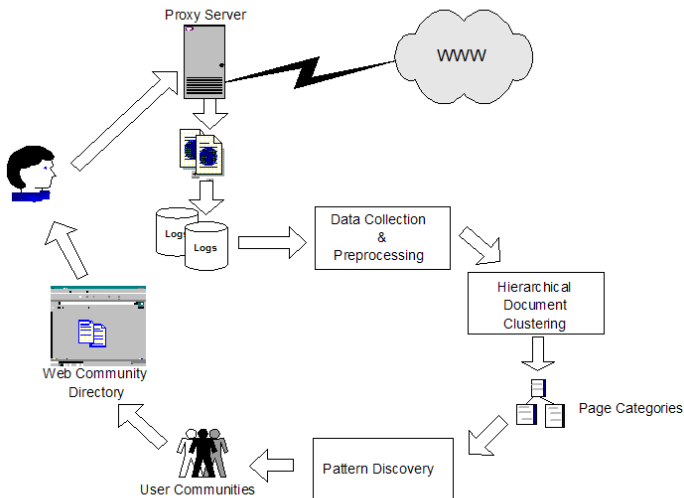 Proxy Server
WWW
Logs
Logs
Data Collection
&
Preprocessing
Hierarchical
Document
Clustering
Page Categories
Pattern Discovery
User Communities
Web Community
Directory